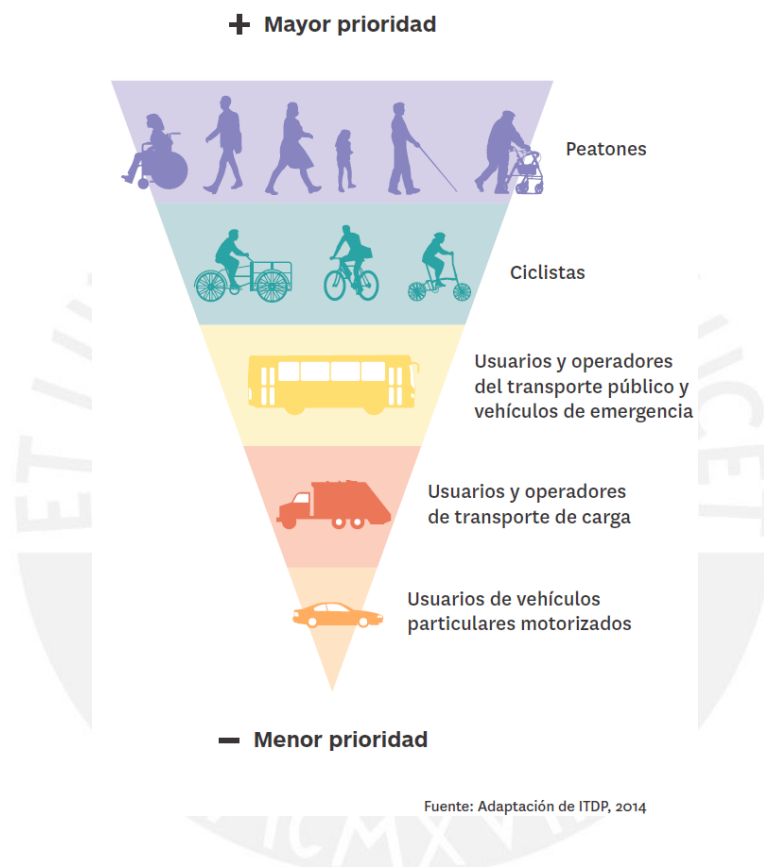 + Mayor prioridad
Peatones
Ciclistas
Usuarios y operadores
del transporte público y
vehículos de emergencia
Usuarios y operadores
de transporte de carga
Usuarios de vehículos
particulares motorizados
− Menor prioridad
Fuente: Adaptación de ITDP, 2014
ET